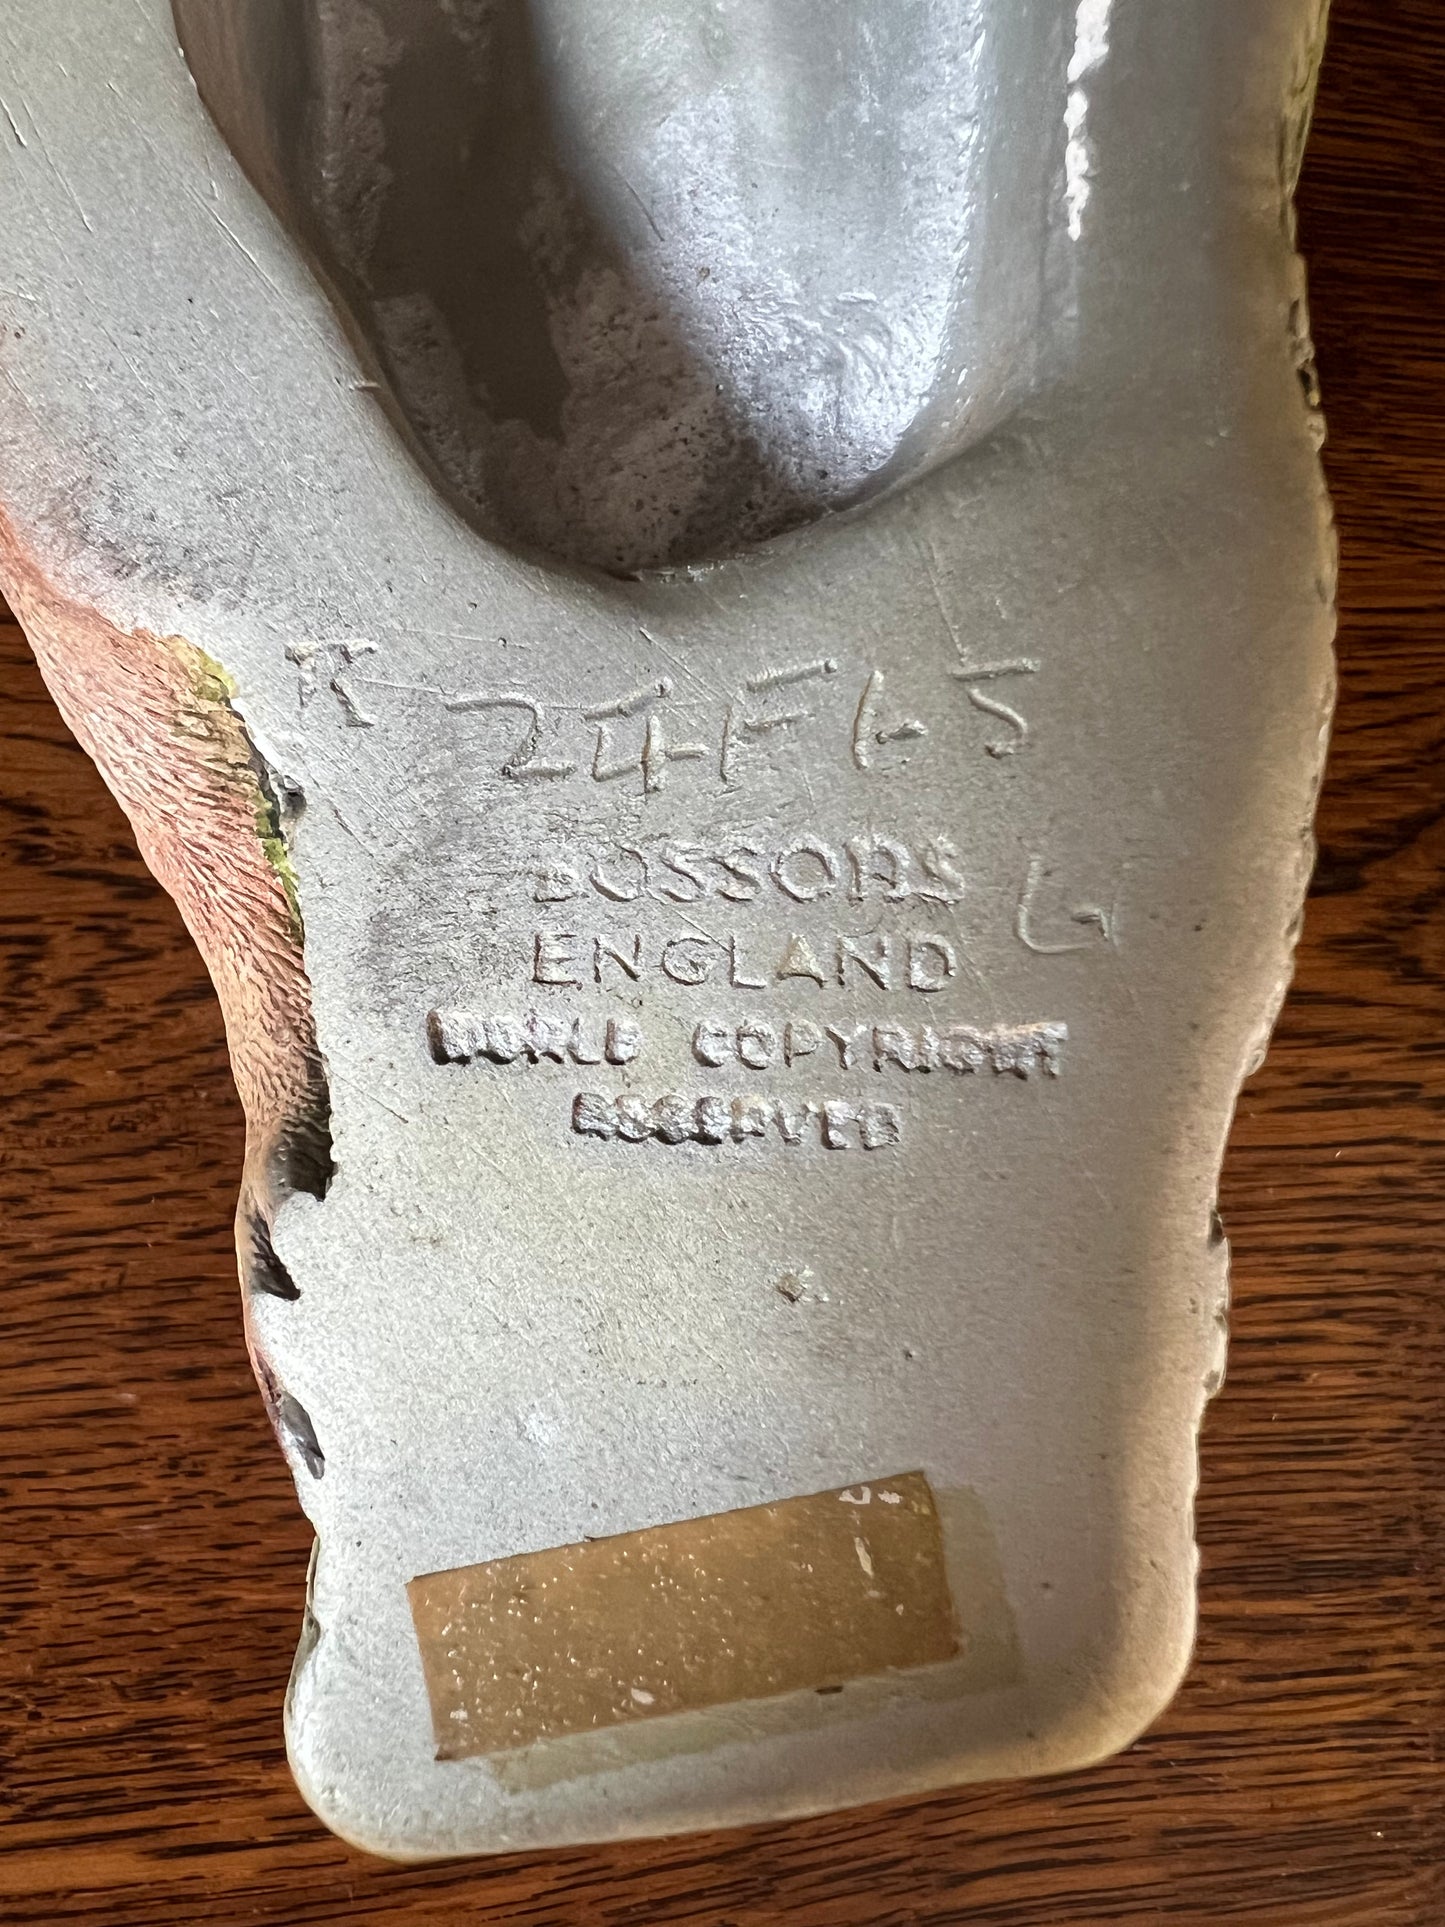 K 24F65
BOSSONS
ENGLAND
WORLD COPYRIGHT
RESERVED